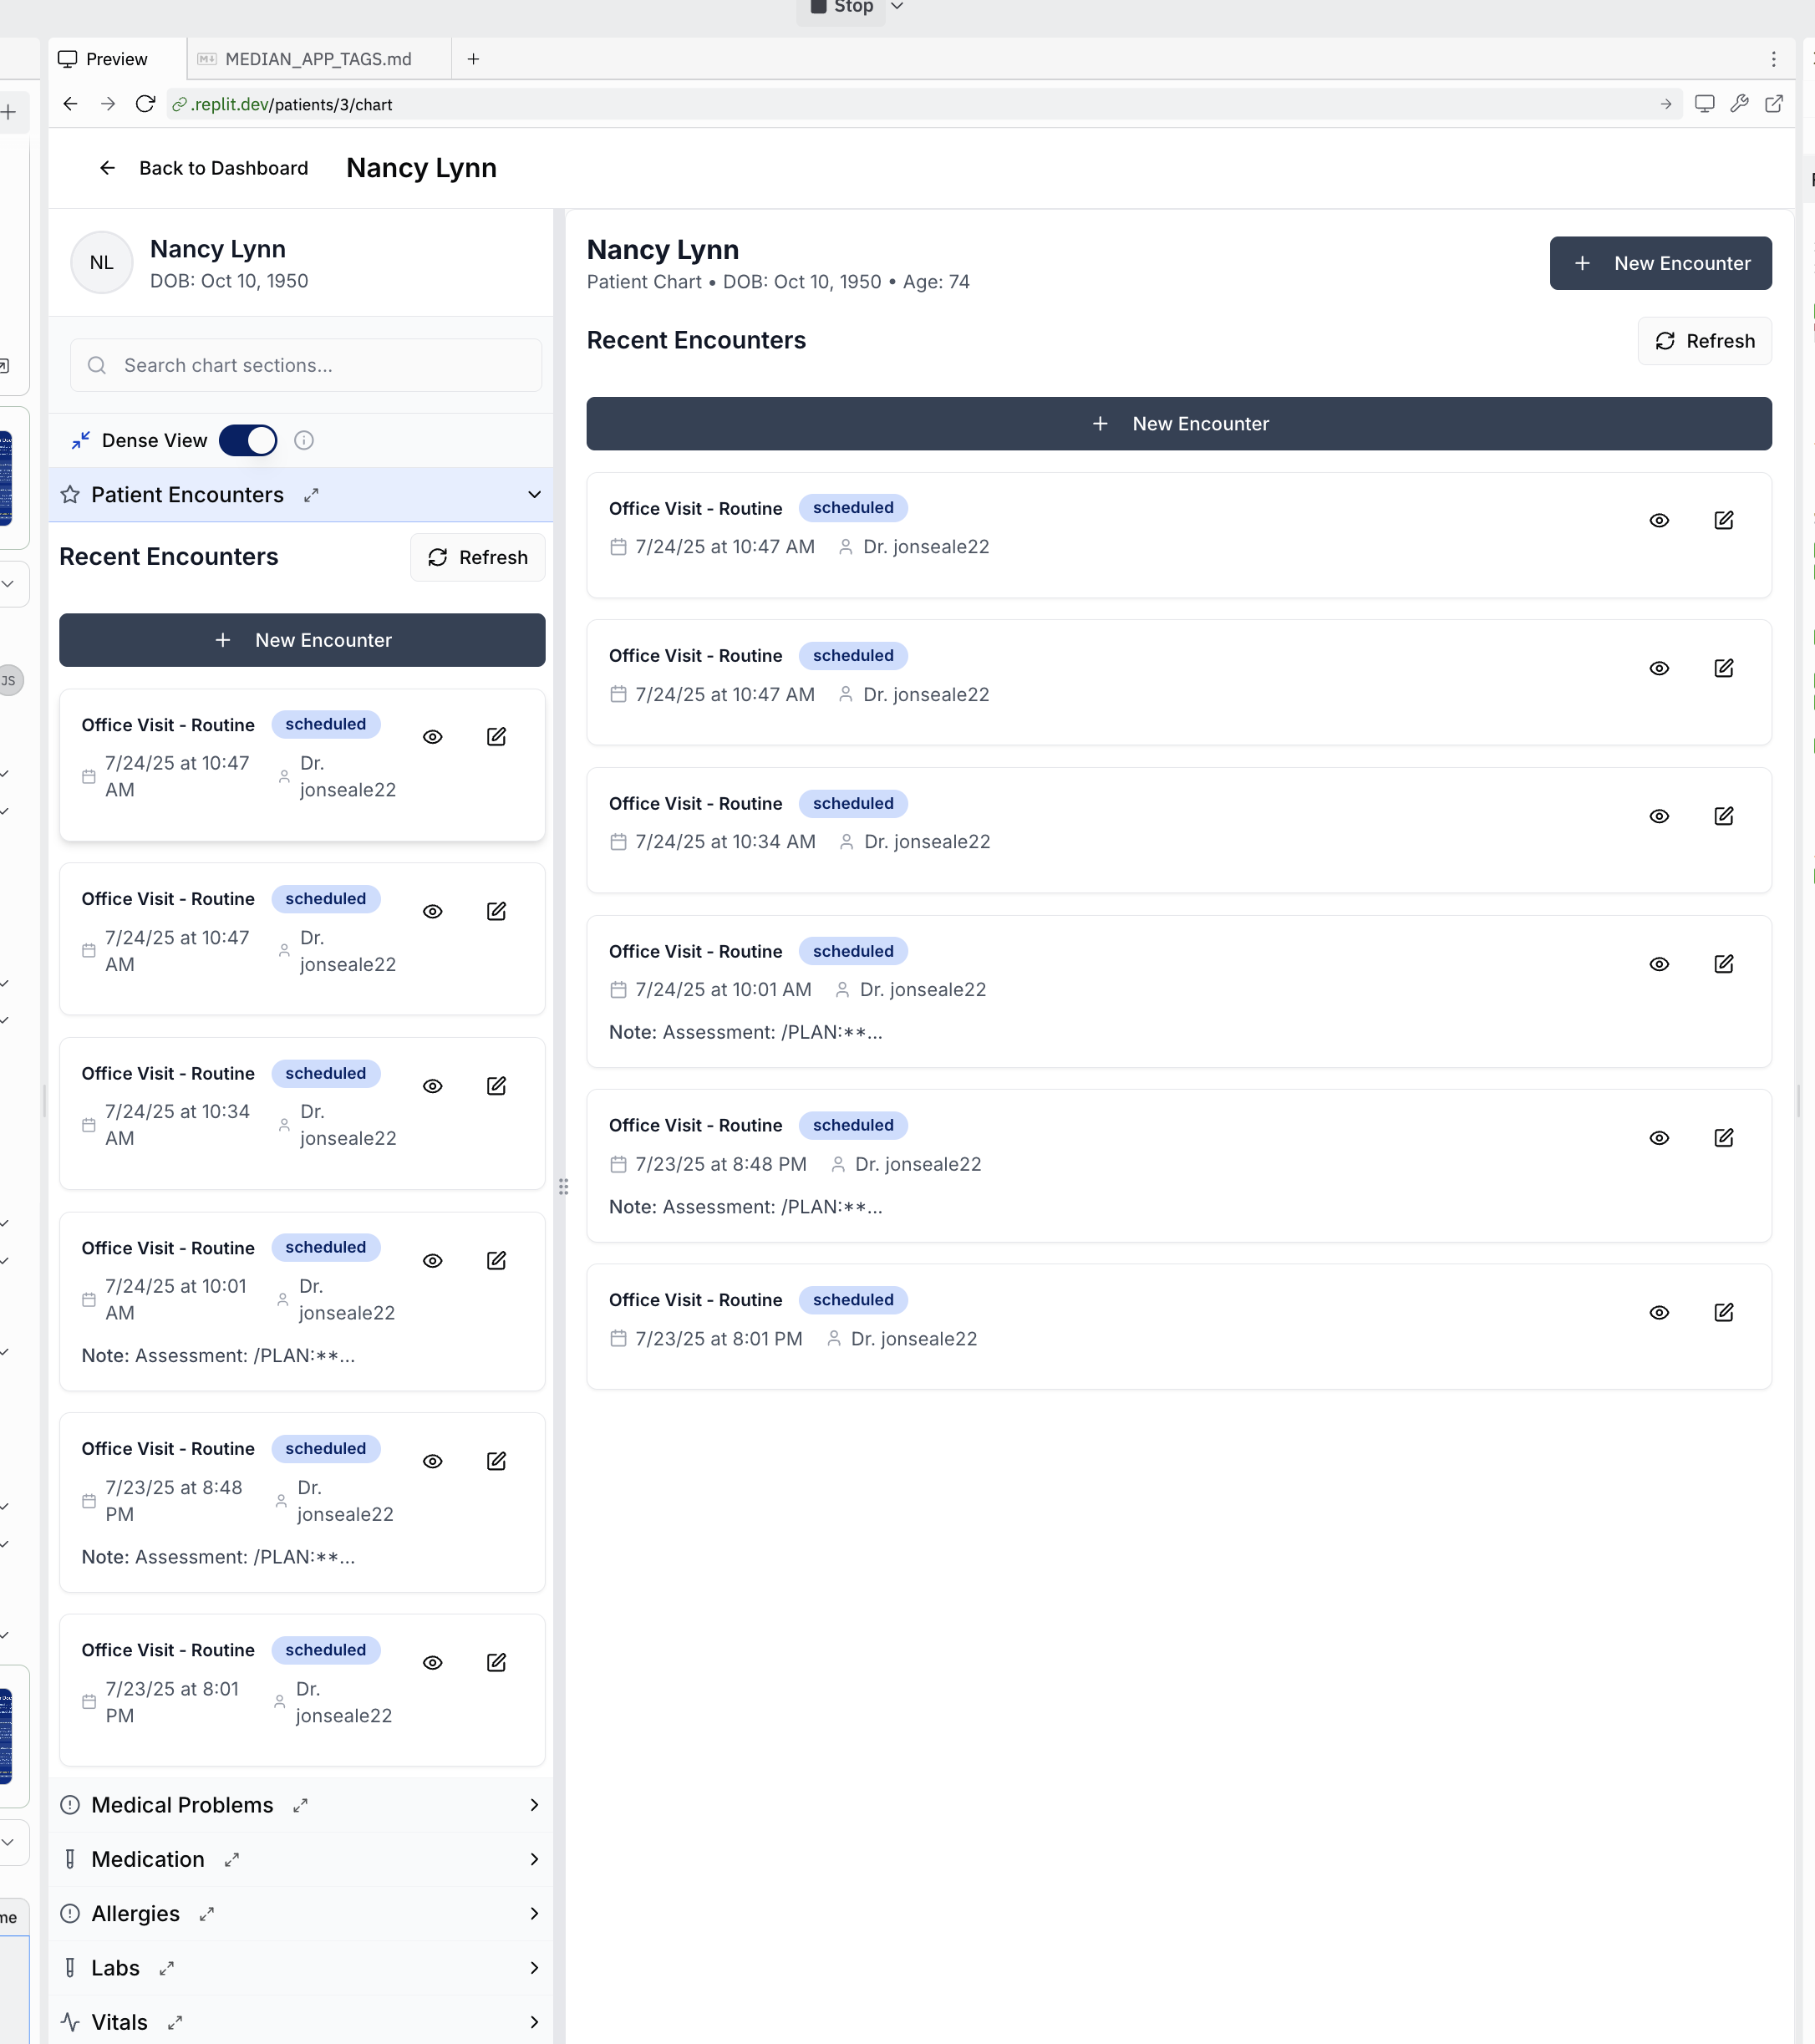 Stop
Preview
MEDIAN_APP_TAGS.md
.replit.dev/patients/3/chart
Back to Dashboard
Nancy Lynn
NL
Nancy Lynn
DOB: Oct 10, 1950
Search chart sections...
Dense View
Patient Encounters
Recent Encounters
Refresh
New Encounter
Office Visit - Routine
scheduled
7/24/25 at 10:47
AM
Dr.
jonseale22
Office Visit - Routine
scheduled
7/24/25 at 10:47
AM
Dr.
jonseale22
Office Visit - Routine
scheduled
7/24/25 at 10:34
AM
Dr.
jonseale22
Office Visit - Routine
scheduled
7/24/25 at 10:01
AM
Dr.
jonseale22
Note: Assessment: /PLAN:**...
Office Visit - Routine
scheduled
7/23/25 at 8:48
PM
Dr.
jonseale22
Note: Assessment: /PLAN:**...
Office Visit - Routine
scheduled
7/23/25 at 8:01
PM
Dr.
jonseale22
Medical Problems
Medication
Allergies
Labs
Vitals
Nancy Lynn
Patient Chart • DOB: Oct 10, 1950 • Age: 74
New Encounter
Recent Encounters
Refresh
New Encounter
Office Visit - Routine
scheduled
7/24/25 at 10:47 AM
Dr. jonseale22
Office Visit - Routine
scheduled
7/24/25 at 10:47 AM
Dr. jonseale22
Office Visit - Routine
scheduled
7/24/25 at 10:34 AM
Dr. jonseale22
Office Visit - Routine
scheduled
7/24/25 at 10:01 AM
Dr. jonseale22
Note: Assessment: /PLAN:**...
Office Visit - Routine
scheduled
7/23/25 at 8:48 PM
Dr. jonseale22
Note: Assessment: /PLAN:**...
Office Visit - Routine
scheduled
7/23/25 at 8:01 PM
Dr. jonseale22
JS